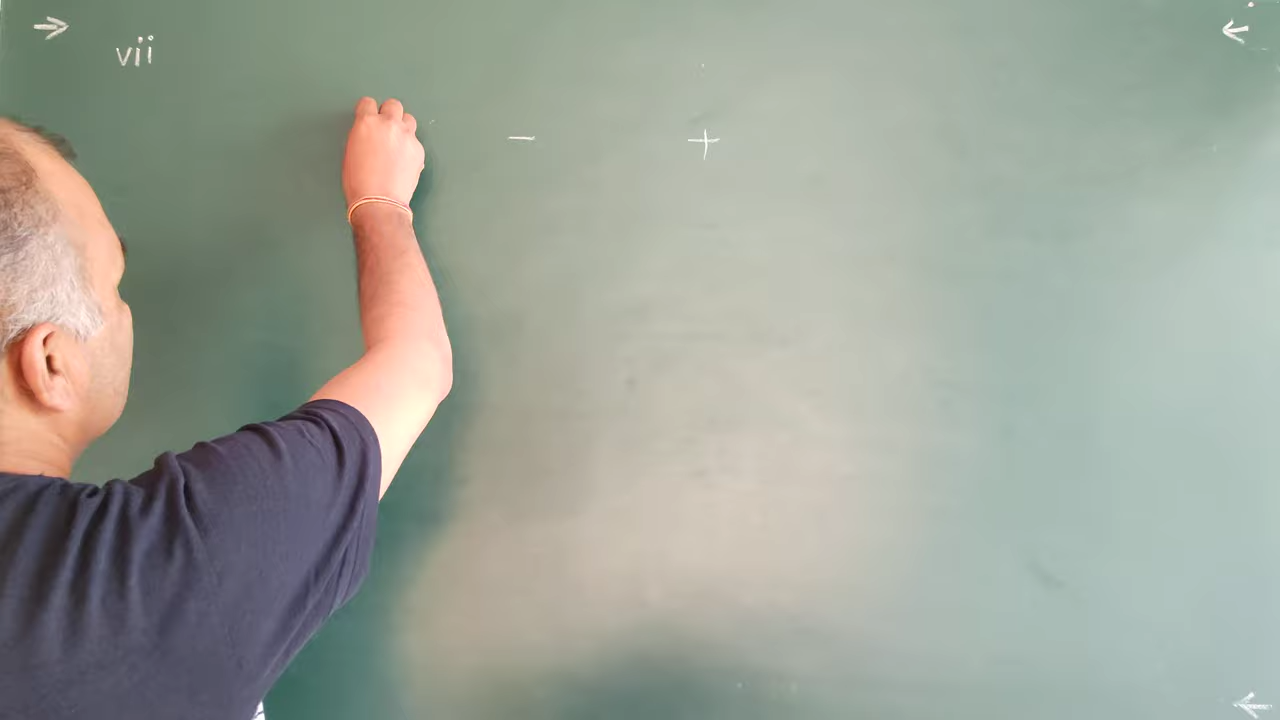 → vii ←
− +
←